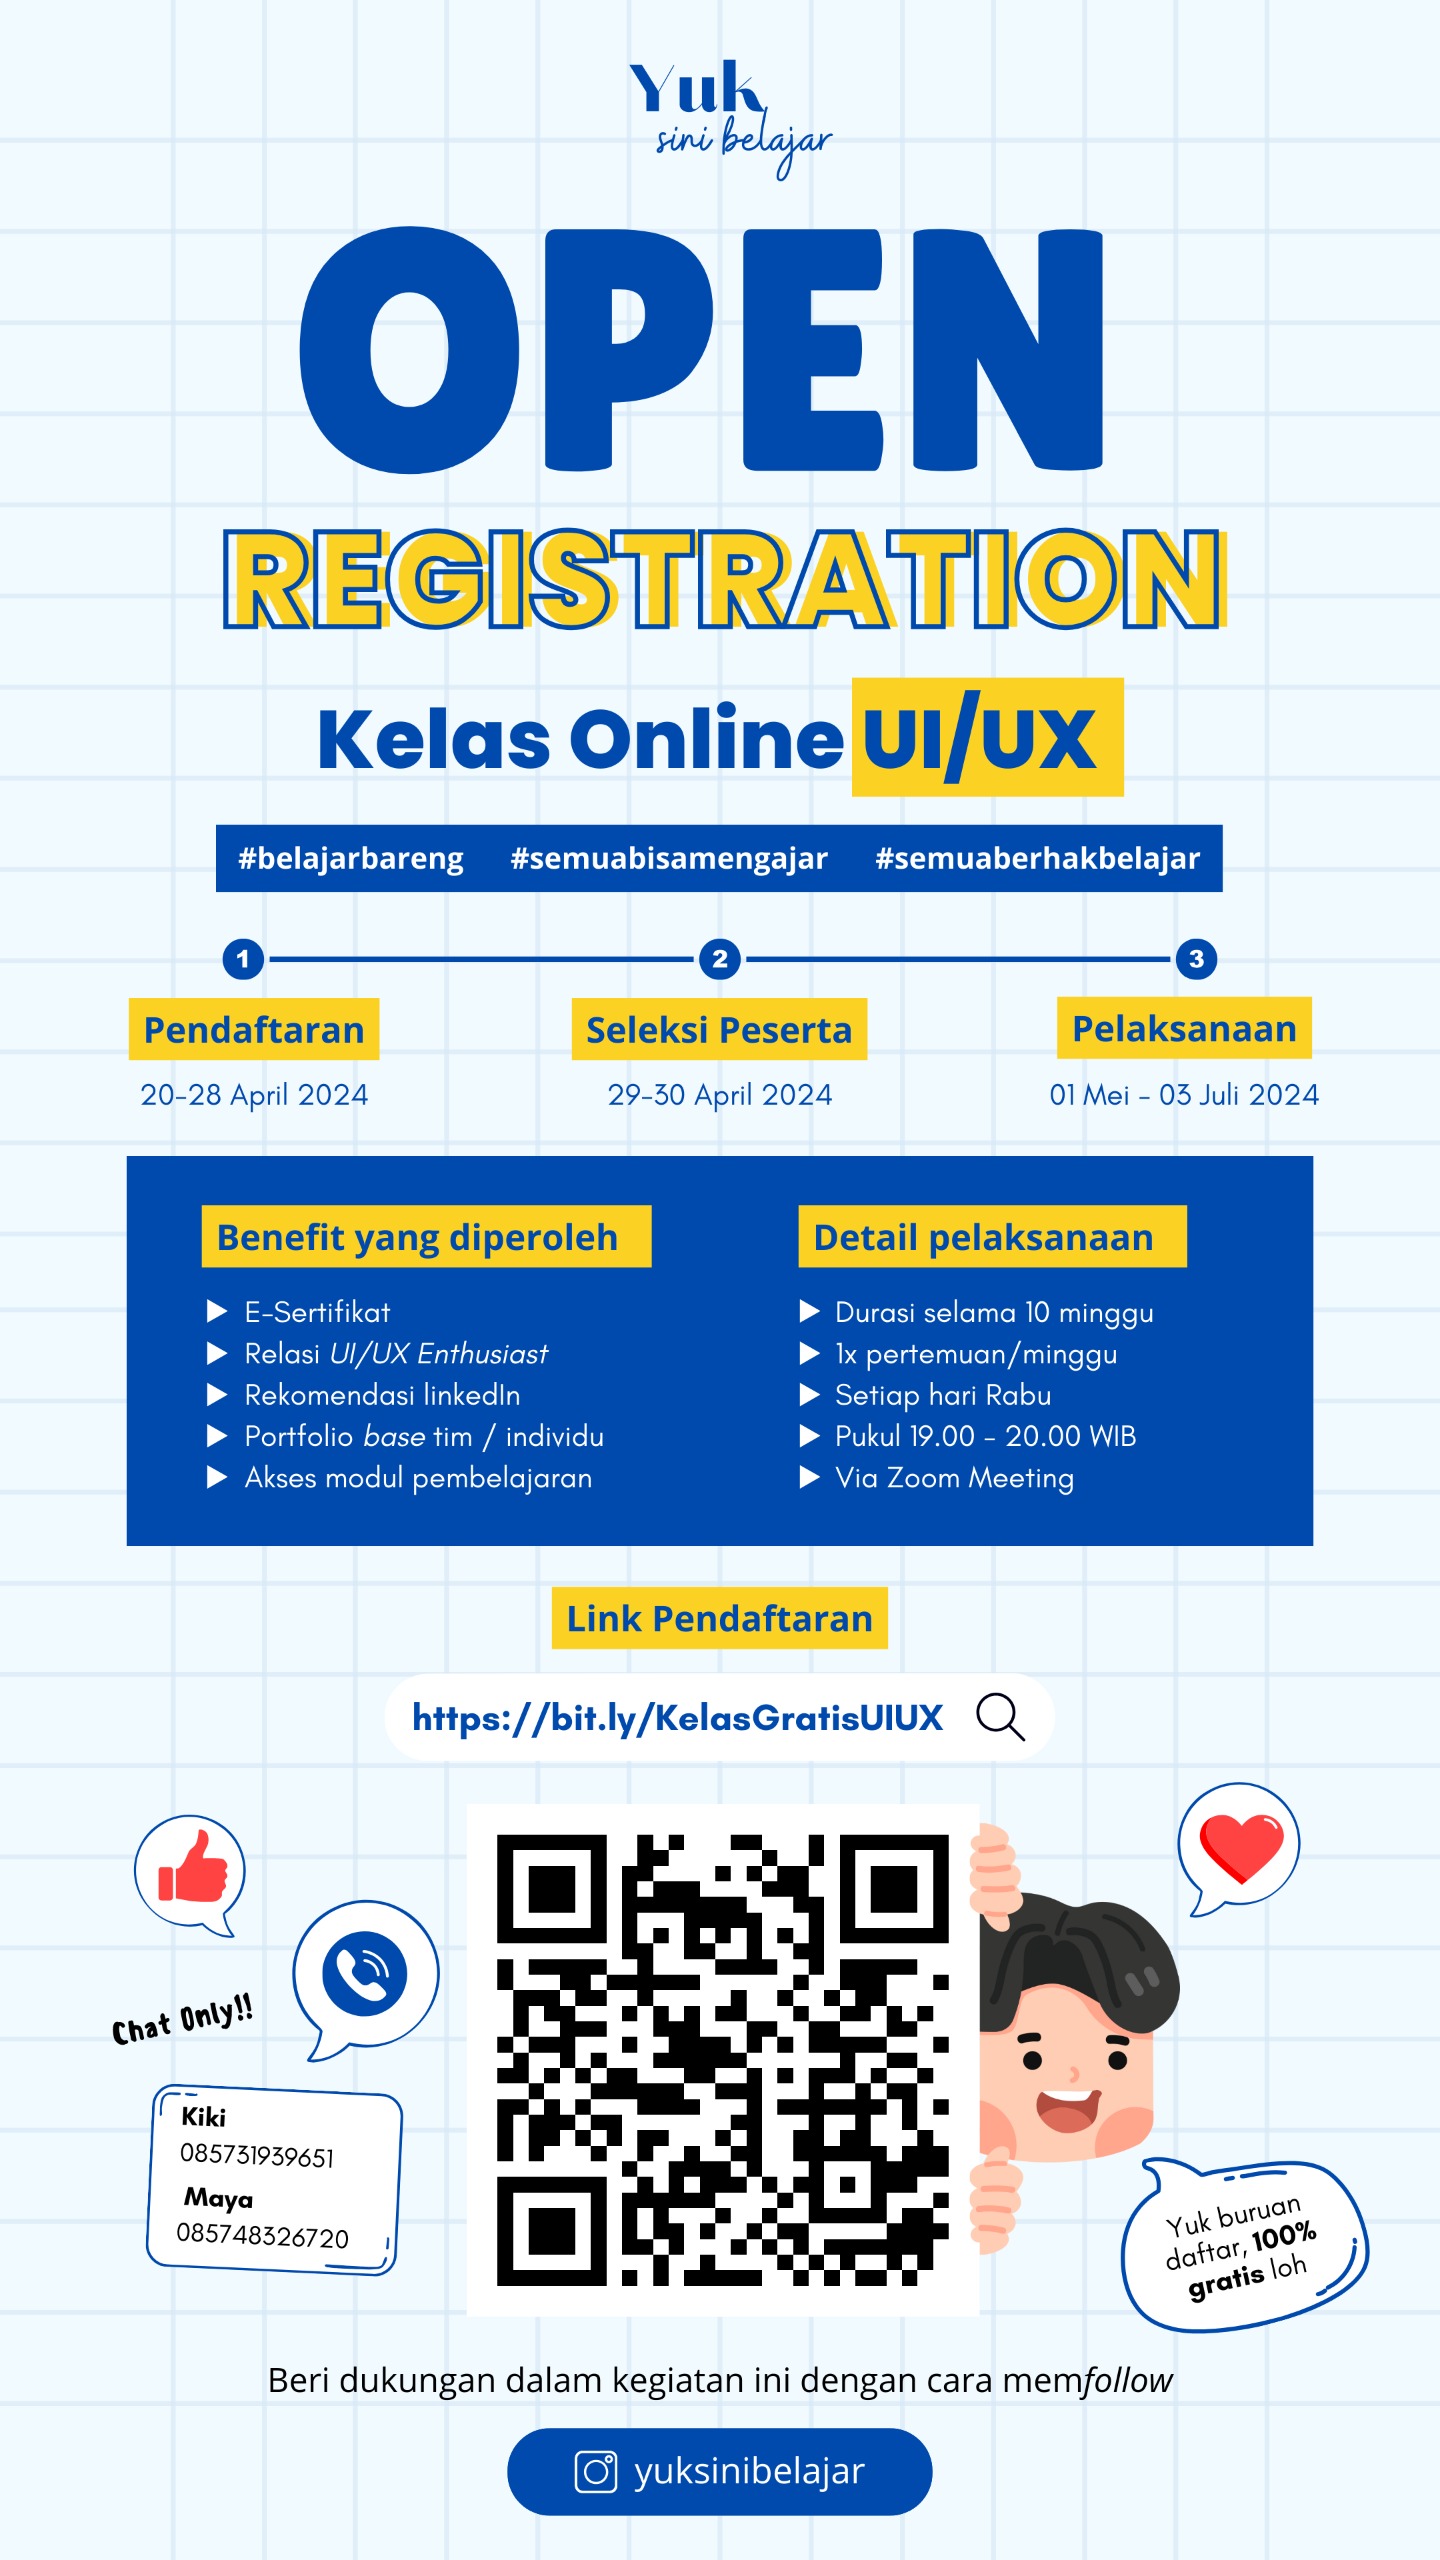 Yuk
sini belajar
OPEN
REGISTRATION
Kelas Online UI/UX
#belajarbareng #semuabisamengajar #semuaberhakbelajar
1 2 3
Pendaftaran
20-28 April 2024
Seleksi Peserta
29-30 April 2024
Pelaksanaan
01 Mei - 03 Juli 2024
Benefit yang diperoleh
E-Sertifikat
Relasi UI/UX Enthusiast
Rekomendasi linkedIn
Portfolio base tim / individu
Akses modul pembelajaran
Detail pelaksanaan
Durasi selama 10 minggu
1x pertemuan/minggu
Setiap hari Rabu
Pukul 19.00 - 20.00 WIB
Via Zoom Meeting
Link Pendaftaran
https://bit.ly/KelasGratisUIUX
Chat Only!!
Kiki
085731939651
Maya
085748326720
Yuk buruan
daftar, 100%
gratis loh
Beri dukungan dalam kegiatan ini dengan cara memfollow
yuksinibelajar